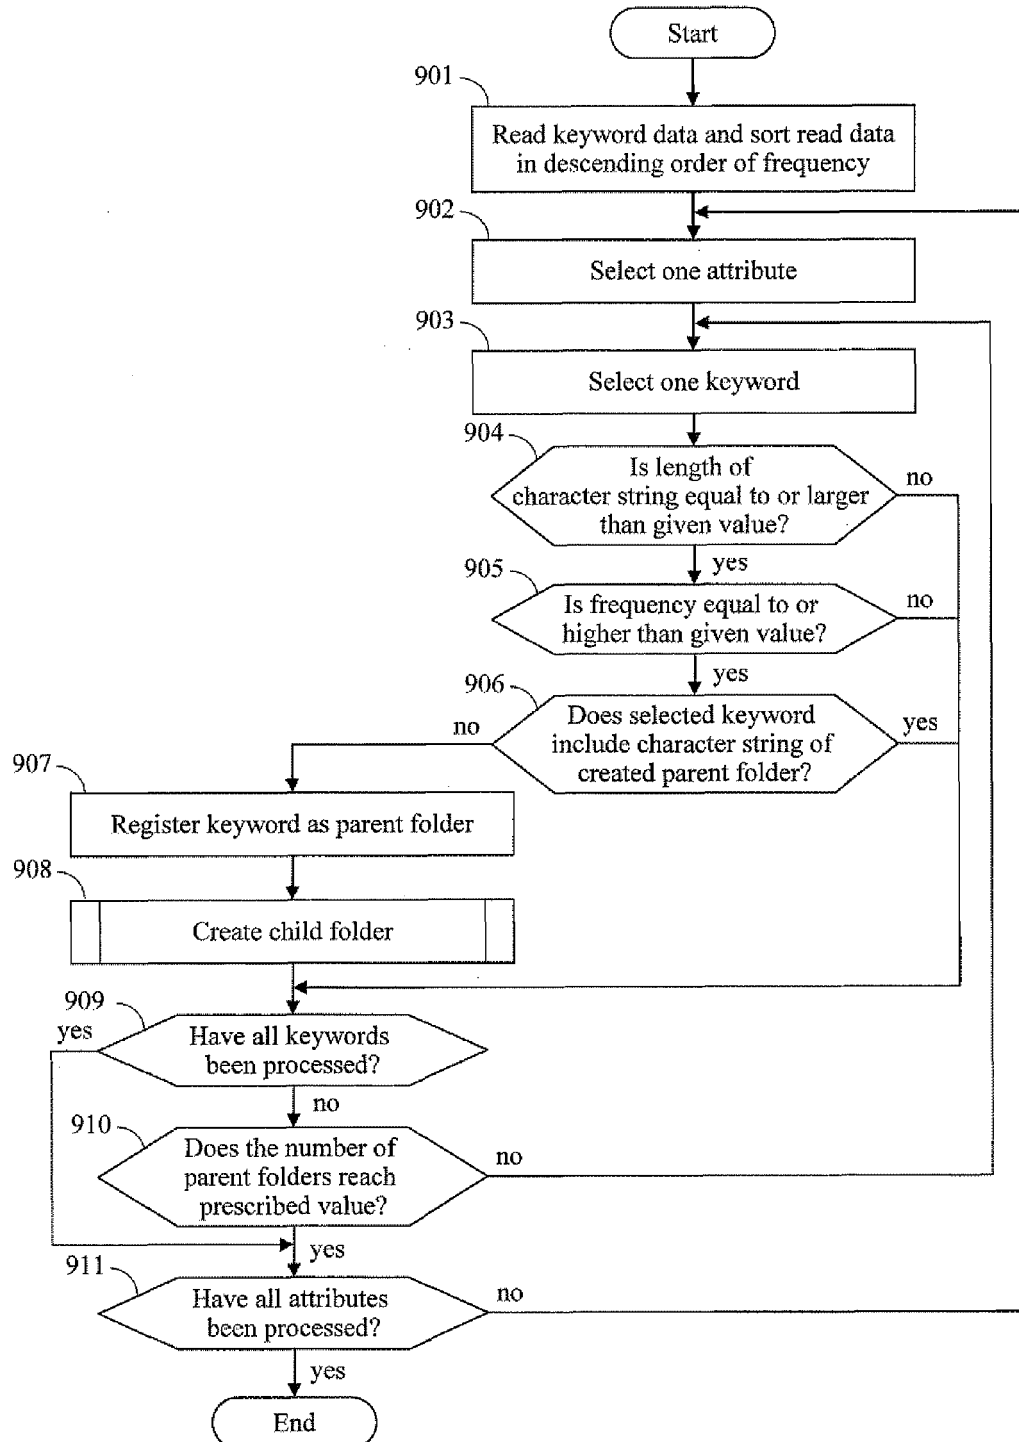 Start
901
Read keyword data and sort read data
in descending order of frequency
902
Select one attribute
903
Select one keyword
904
Is length of
character string equal to or larger
than given value?
no
yes
905
Is frequency equal to or
higher than given value?
no
yes
906
Does selected keyword
include character string of
created parent folder?
no
yes
907
Register keyword as parent folder
908
Create child folder
909
yes
Have all keywords
been processed?
no
910
Does the number of
parent folders reach
prescribed value?
no
yes
911
Have all attributes
been processed?
no
yes
End